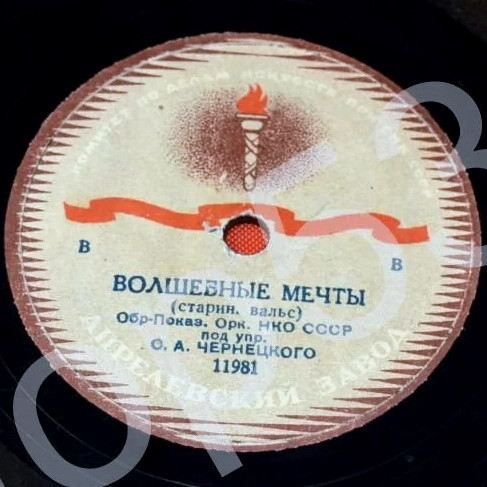 КОМИТЕТ ПО ДЕЛАМ ИСКУССТВ ПРИ СНК СССР
В В
ВОЛШЕБНЫЕ МЕЧТЫ
(старин. вальс)
Обр-Показ. Орк. НКО СССР
под упр.
С. А. ЧЕРНЕЦКОГО
11981
АПРЕЛЕВСКИЙ ЗАВОД